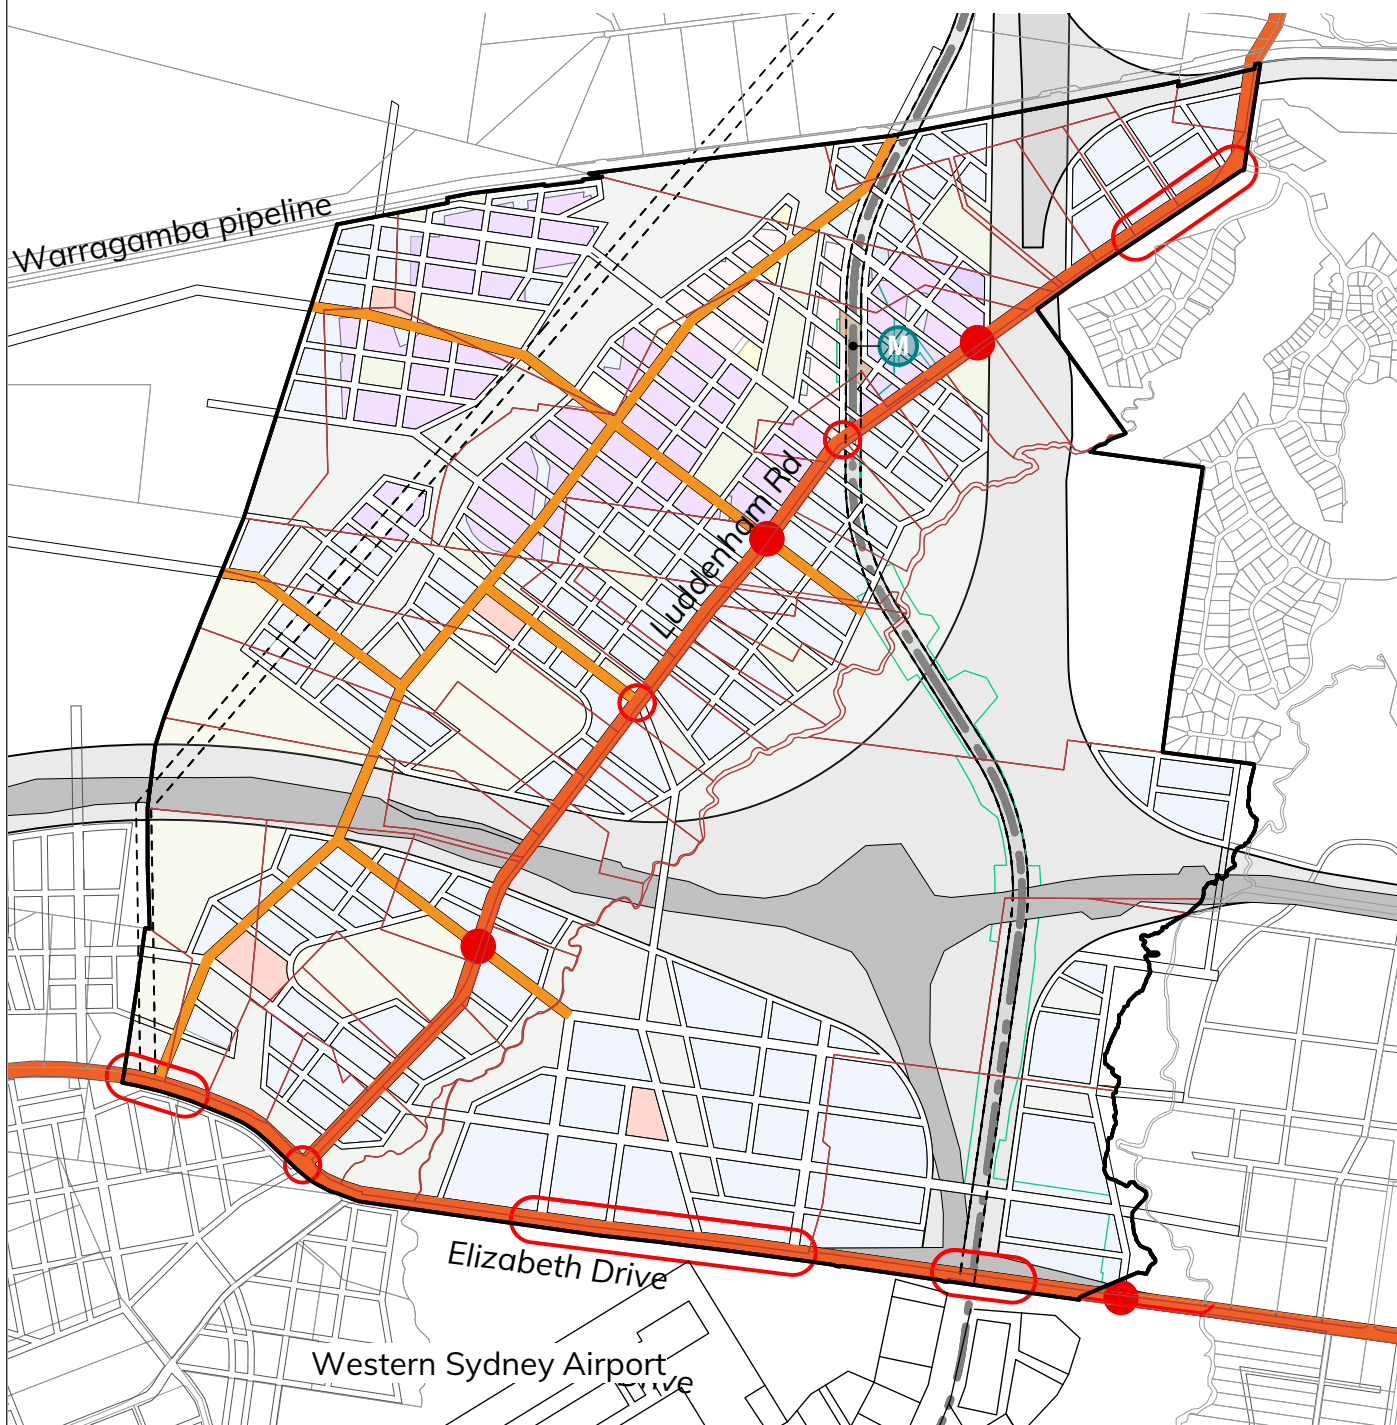 Warragamba pipeline
M
Luddenham Rd
Elizabeth Drive
Western Sydney Airport